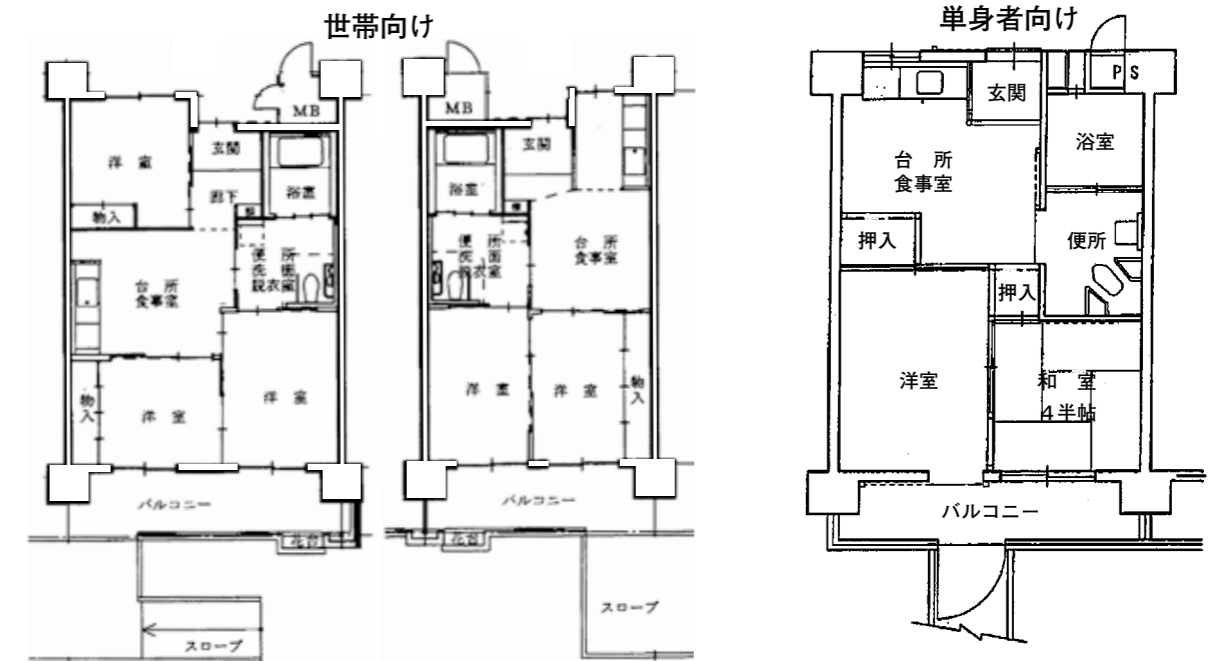 世帯向け
MB
玄関
洋室
廊下
浴室
物入
便所
洗面
脱衣室
台所
食事室
物入
洋室
洋室
バルコニー
花台
スロープ
MB
玄関
浴室
便所
洗面
脱衣室
台所
食事室
洋室
洋室
物入
バルコニー
花台
スロープ
単身者向け
PS
玄関
浴室
台所
食事室
押入
便所
押入
洋室
和室
4半帖
バルコニー